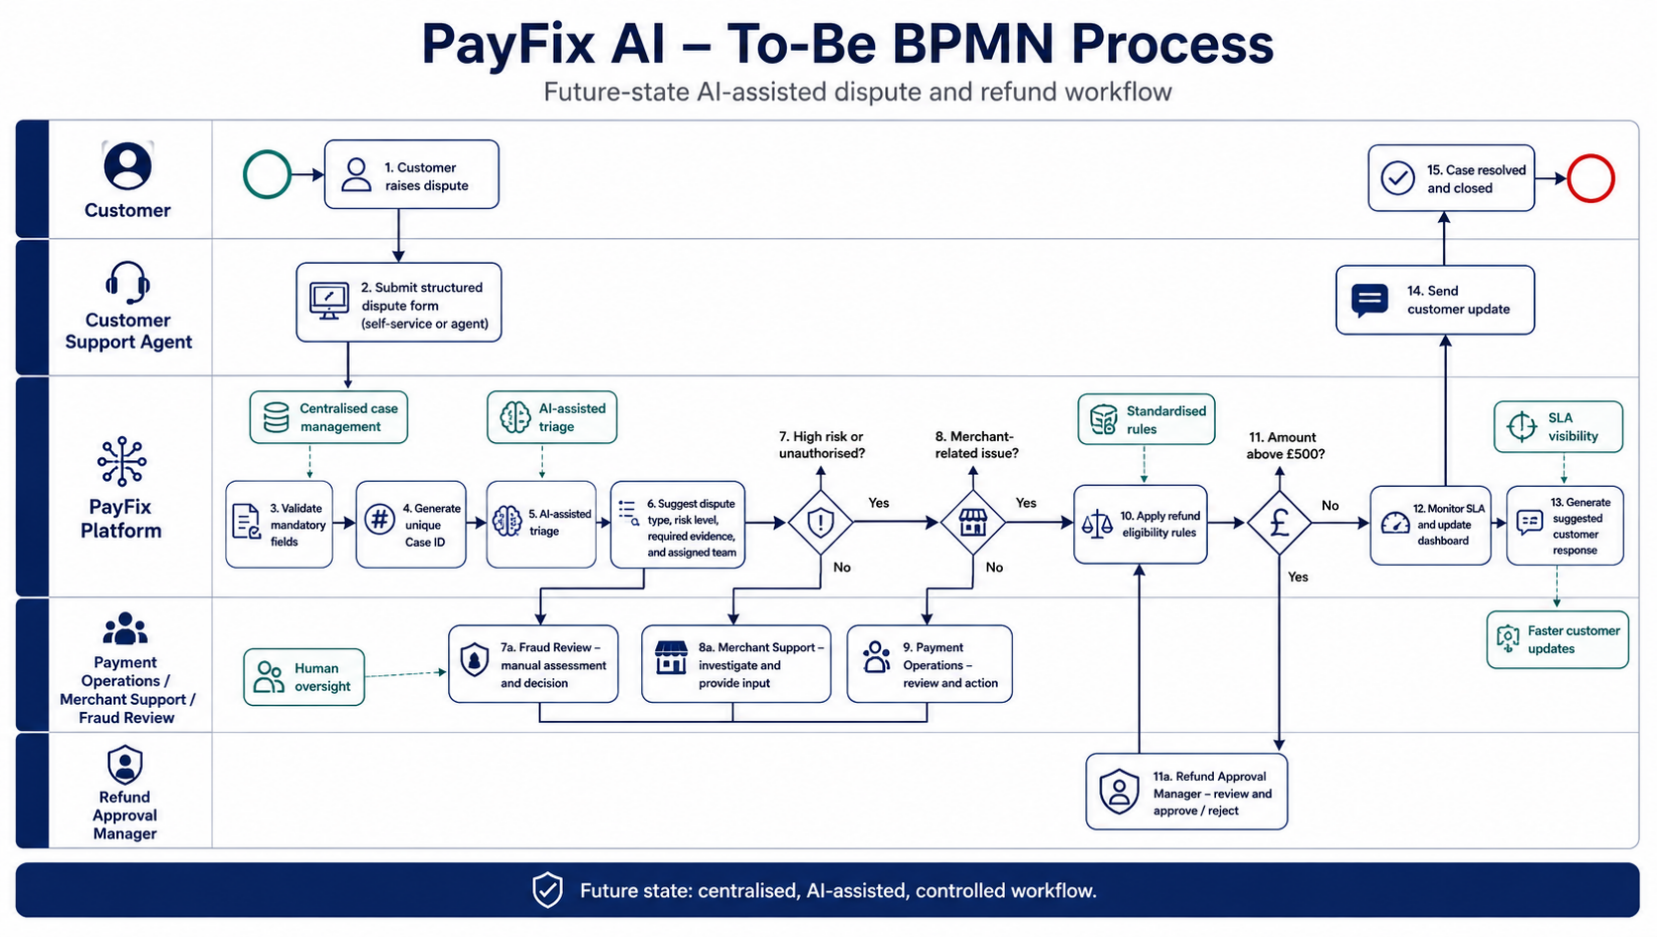 PayFix AI – To-Be BPMN Process
Future-state AI-assisted dispute and refund workflow
Customer
1. Customer
raises dispute
15. Case resolved
and closed
Customer
Support Agent
2. Submit structured
dispute form
(self-service or agent)
14. Send
customer update
PayFix
Platform
Centralised case
management
AI-assisted
triage
7. High risk or
unauthorised?
8. Merchant-
related issue?
Standardised
rules
11. Amount
above £500?
SLA
visibility
3. Validate
mandatory
fields
4. Generate
unique
Case ID
5. AI-assisted
triage
6. Suggest dispute
type, risk level,
required evidence,
and assigned team
Yes
Yes
10. Apply refund
eligibility rules
£
No
12. Monitor SLA
and update
dashboard
13. Generate
suggested
customer
response
No
No
Yes
Payment
Operations /
Merchant Support /
Fraud Review
Human
oversight
7a. Fraud Review –
manual assessment
and decision
8a. Merchant Support –
investigate and
provide input
9. Payment
Operations –
review and action
Faster customer
updates
Refund
Approval
Manager
11a. Refund Approval
Manager – review and
approve / reject
Future state: centralised, AI-assisted, controlled workflow.